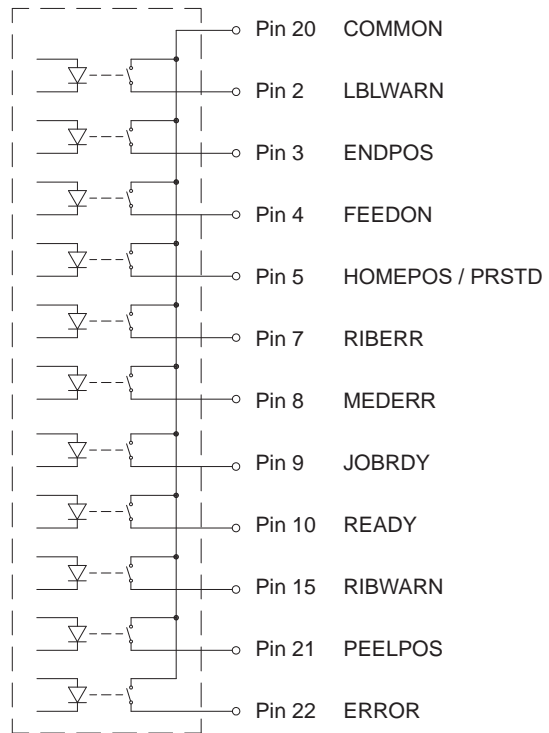 Pin 20 COMMON
Pin 2 LBLWARN
Pin 3 ENDPOS
Pin 4 FEEDON
Pin 5 HOMEPOS / PRSTD
Pin 7 RIBERR
Pin 8 MEDERR
Pin 9 JOBRDY
Pin 10 READY
Pin 15 RIBWARN
Pin 21 PEELPOS
Pin 22 ERROR